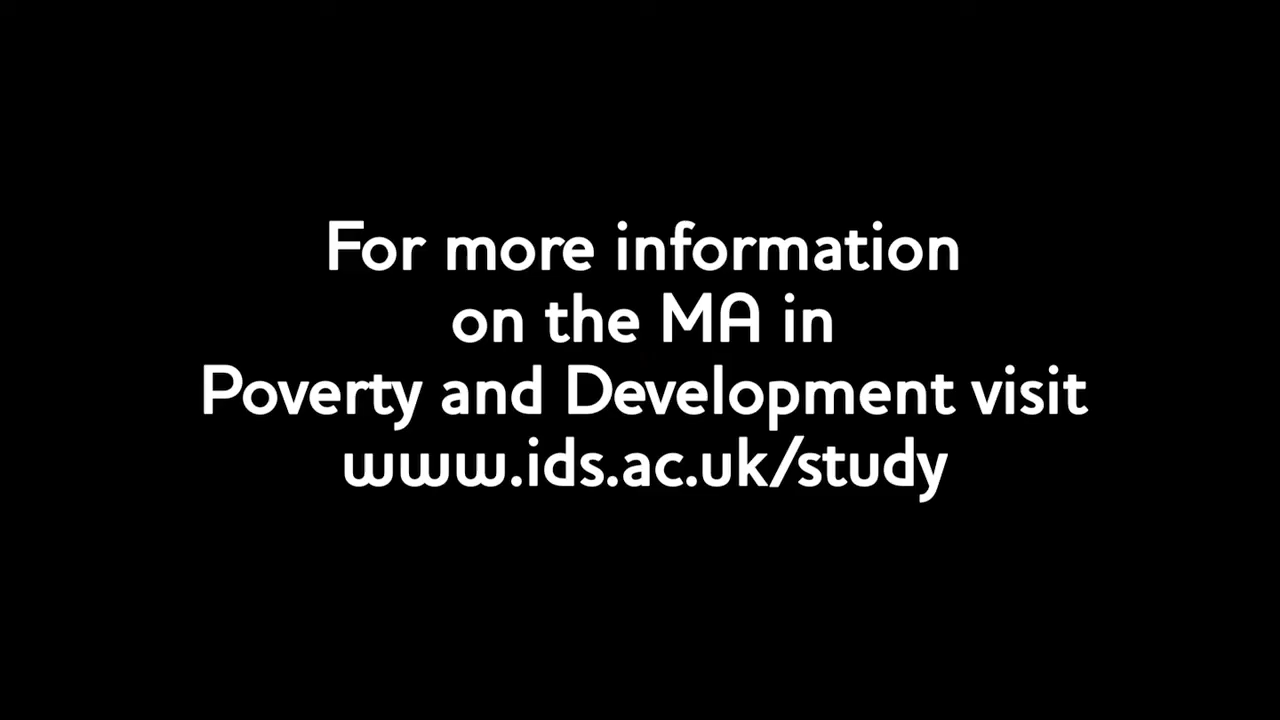 For more information
on the MA in
Poverty and Development visit
www.ids.ac.uk/study